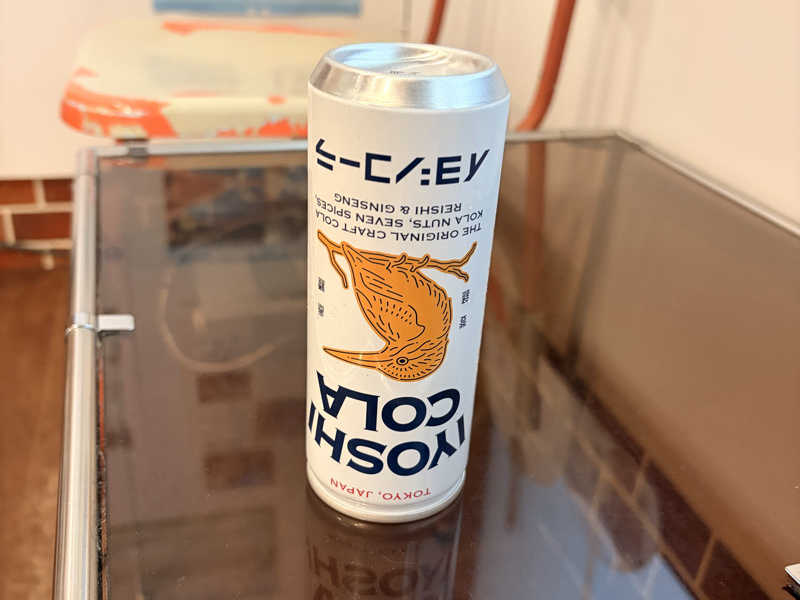 TOKYO, JAPAN
IYOSHI
COLA
THE ORIGINAL CRAFT COLA
KOLA NUTS, SEVEN SPICES,
REISHI & GINSENG
イヨシコーラ